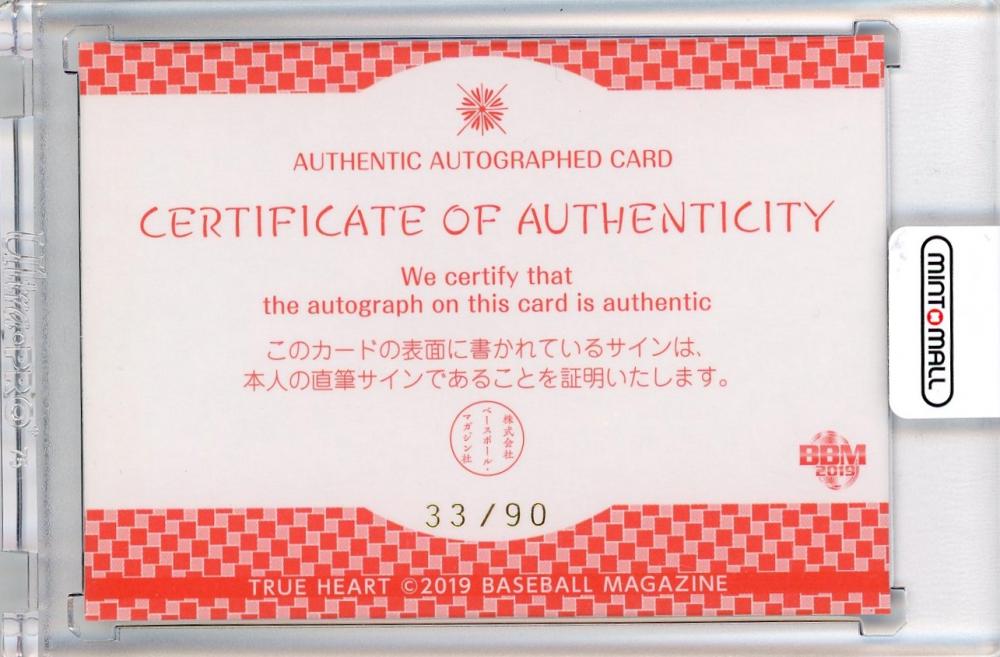 AUTHENTIC AUTOGRAPHED CARD
CERTIFICATE OF AUTHENTICITY
We certify that
the autograph on this card is authentic
このカードの表面に書かれているサインは、
本人の直筆サインであることを証明いたします。
株式会社
ベースボール・
マガジン社
BBM
2019
33/90
TRUE HEART ©2019 BASEBALL MAGAZINE
MINT MALL
Ultra PRO